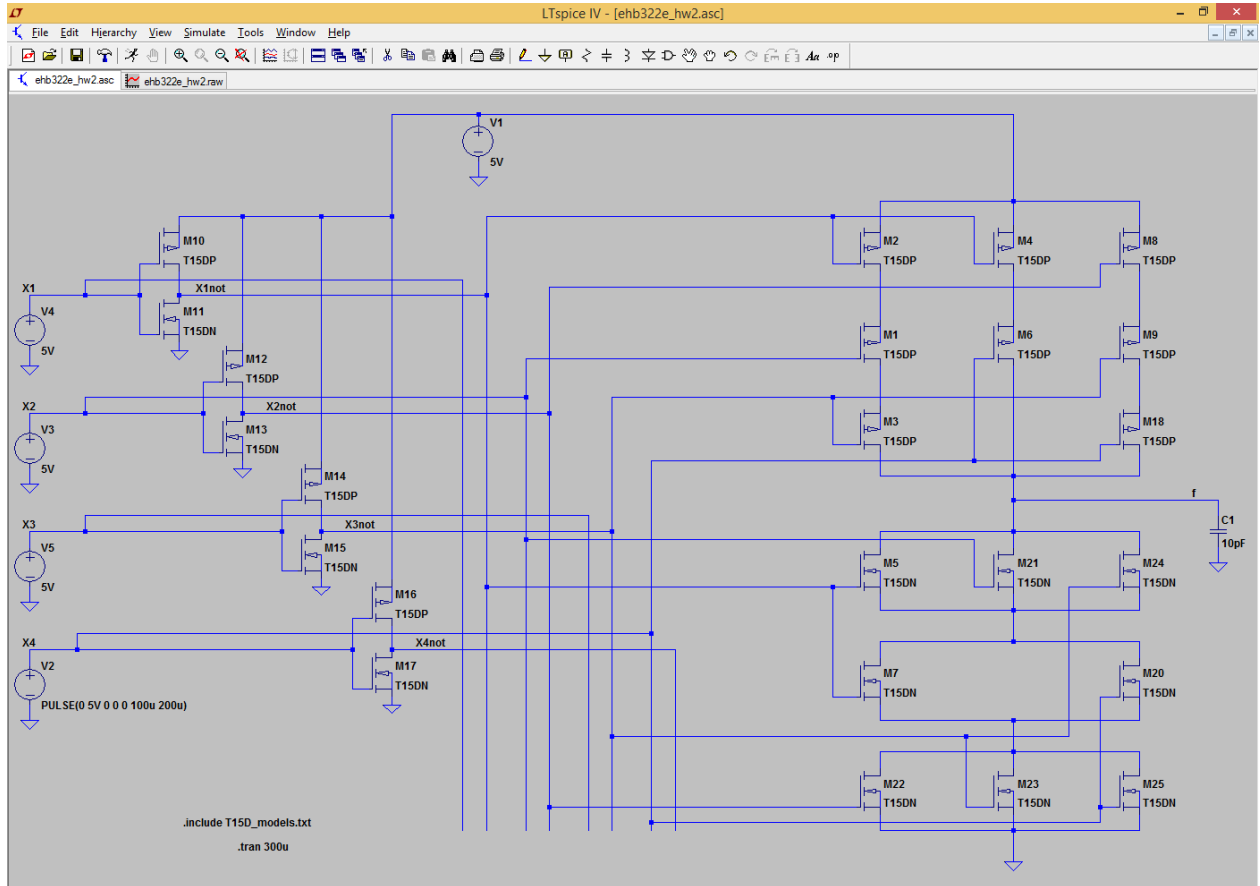 LTspice IV - [ehb322e_hw2.asc]
File Edit Hierarchy View Simulate Tools Window Help
Aa .op
ehb322e_hw2.asc ehb322e_hw2.raw
V1
5V
M10
T15DP
X1
X1not
V4
5V
M11
T15DN
M12
T15DP
X2
X2not
V3
5V
M13
T15DN
M14
T15DP
X3
X3not
V5
5V
M15
T15DN
M16
T15DP
X4
X4not
V2
PULSE(0 5V 0 0 0 100u 200u)
M17
T15DN
M2
T15DP
M4
T15DP
M8
T15DP
M1
T15DP
M6
T15DP
M9
T15DP
M3
T15DP
M18
T15DP
f
C1
10pF
M5
T15DN
M21
T15DN
M24
T15DN
M7
T15DN
M20
T15DN
M22
T15DN
M23
T15DN
M25
T15DN
.include T15D_models.txt
.tran 300u